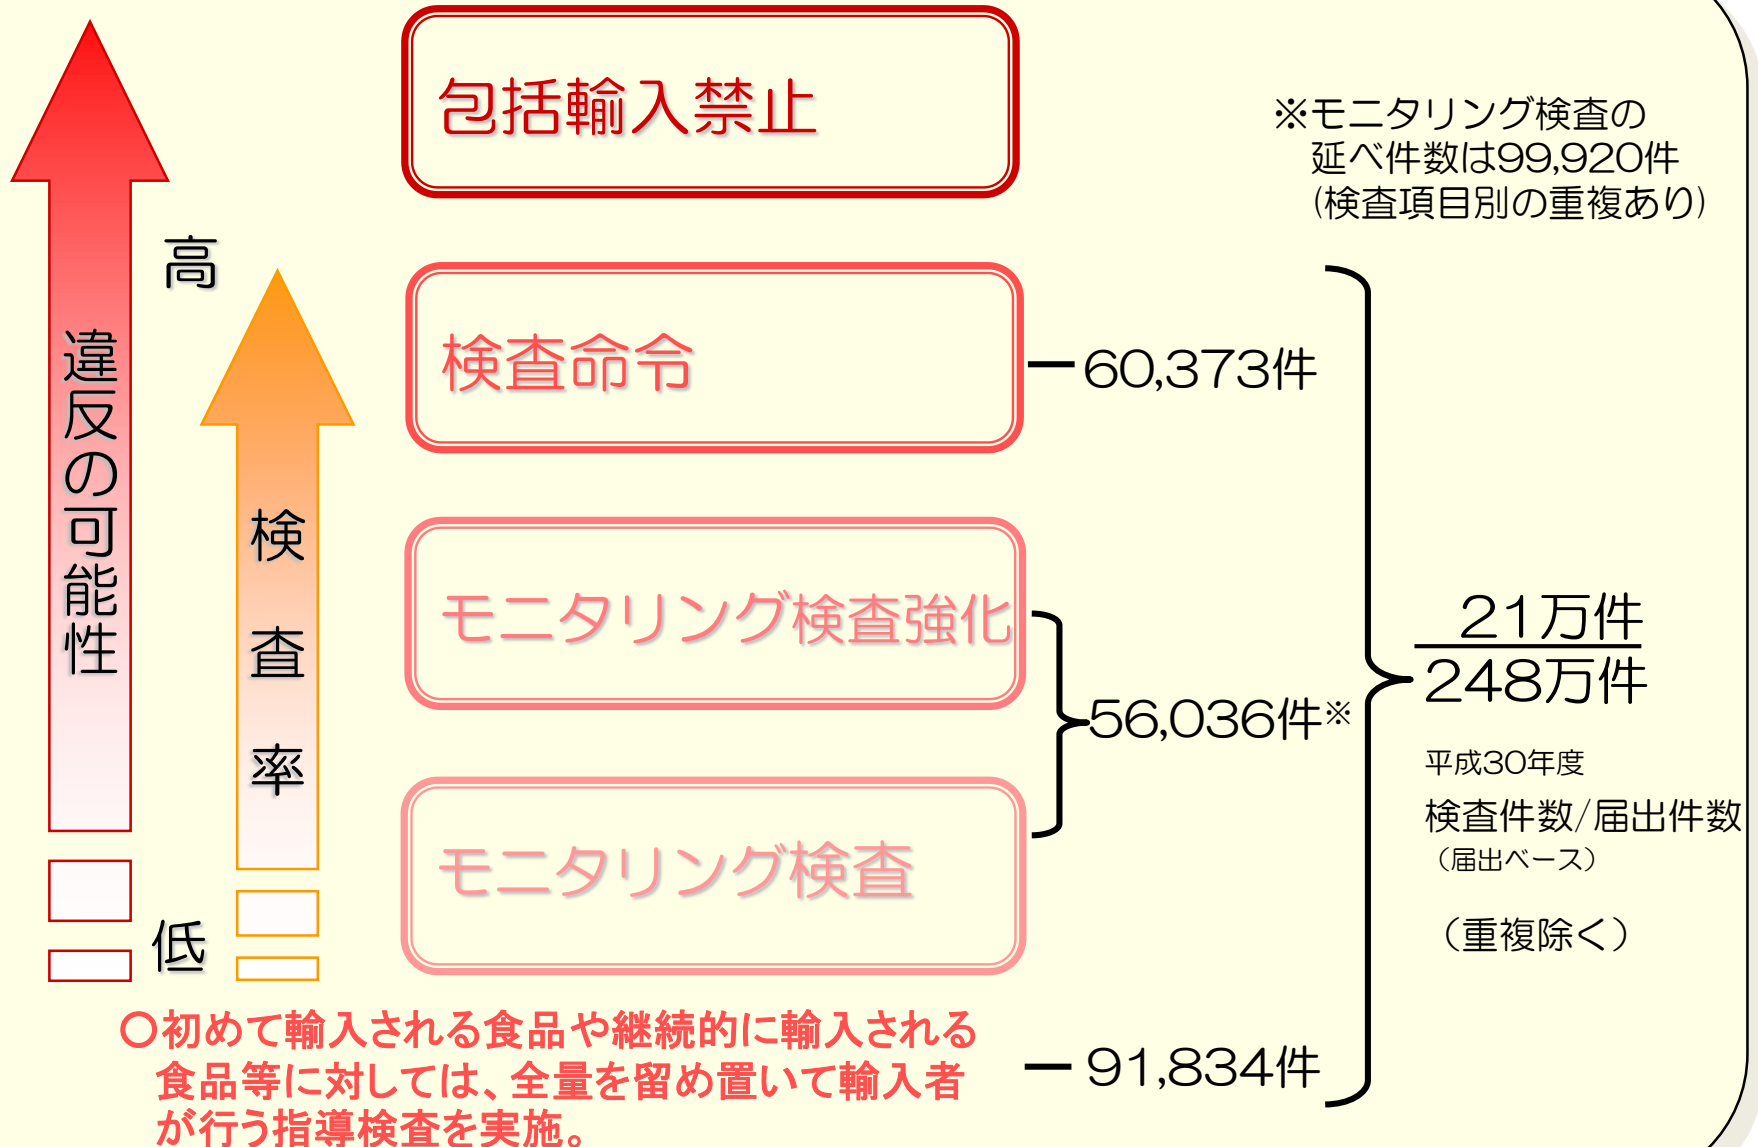 包括輸入禁止
※モニタリング検査の
延べ件数は99,920件
(検査項目別の重複あり)
高
違反の可能性
検査命令
60,373件
検査率
モニタリング検査強化
21万件
248万件
56,036件※
平成30年度
検査件数/届出件数
（届出ベース）
モニタリング検査
（重複除く）
低
〇初めて輸入される食品や継続的に輸入される
食品等に対しては、全量を留め置いて輸入者
が行う指導検査を実施。
91,834件